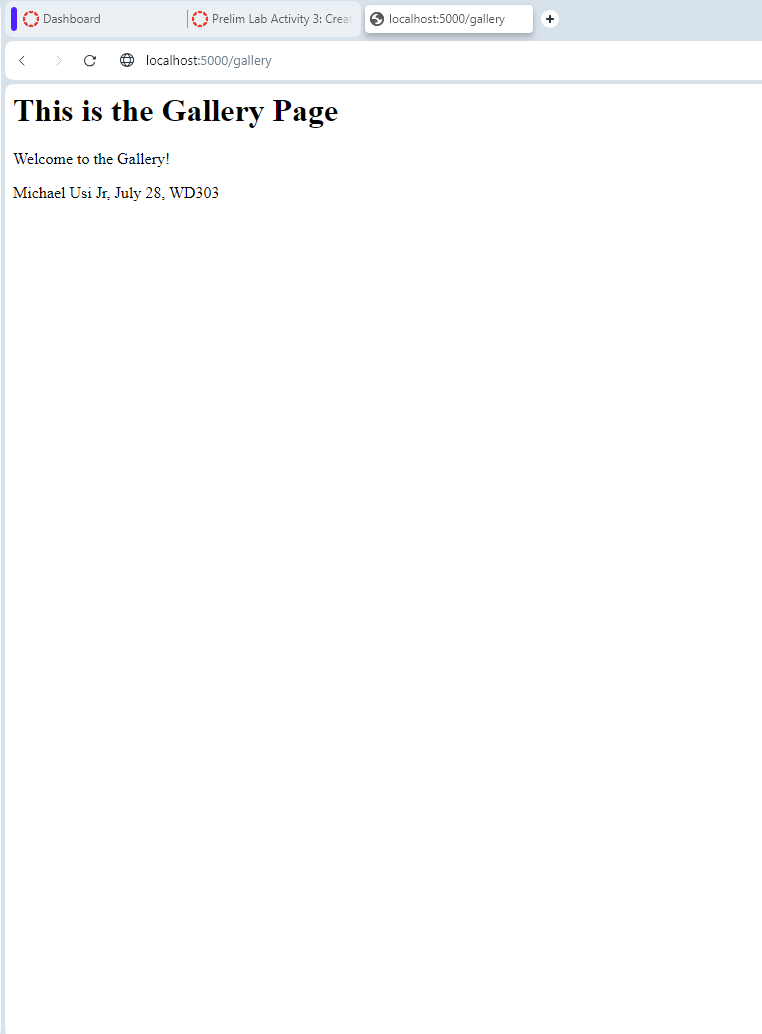 Dashboard
Prelim Lab Activity 3: Creat
localhost:5000/gallery
localhost:5000/gallery
This is the Gallery Page
Welcome to the Gallery!
Michael Usi Jr, July 28, WD303